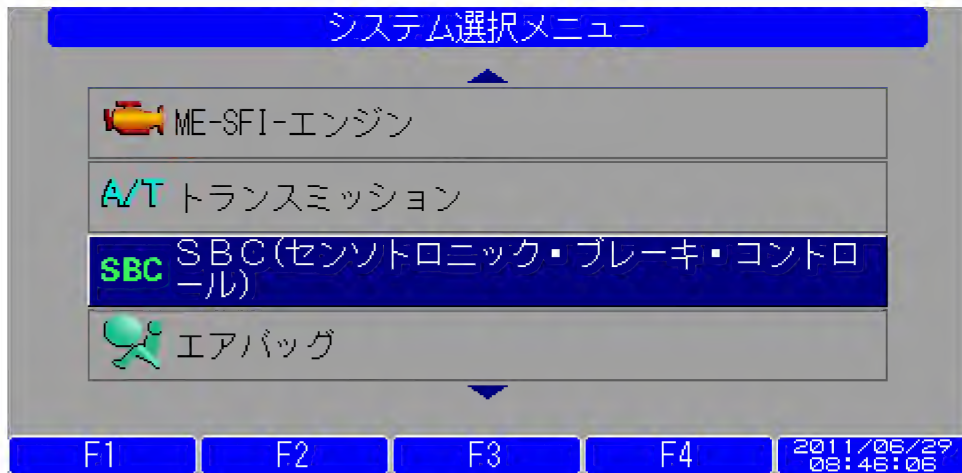 システム選択メニュー
ME-SFI-エンジン
A/T トランスミッション
SBC SBC(センソトロニック・ブレーキ・コントロ
ール)
エアバッグ
F1 F2 F3 F4 2011/06/29
08:46:06